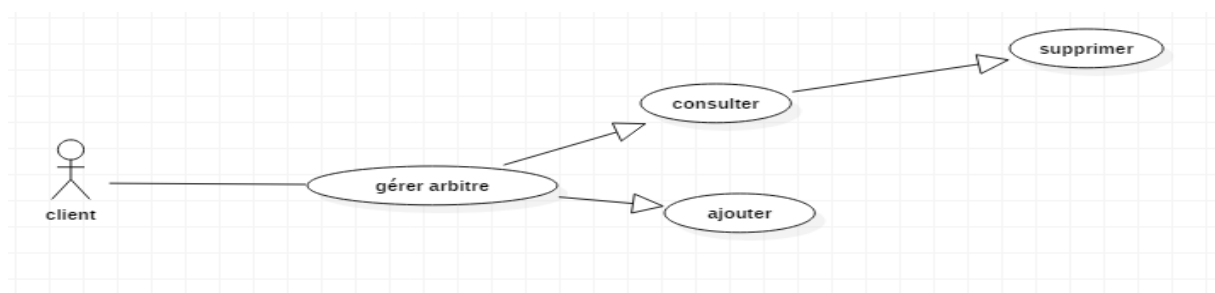 supprimer
consulter
gérer arbitre
client
ajouter